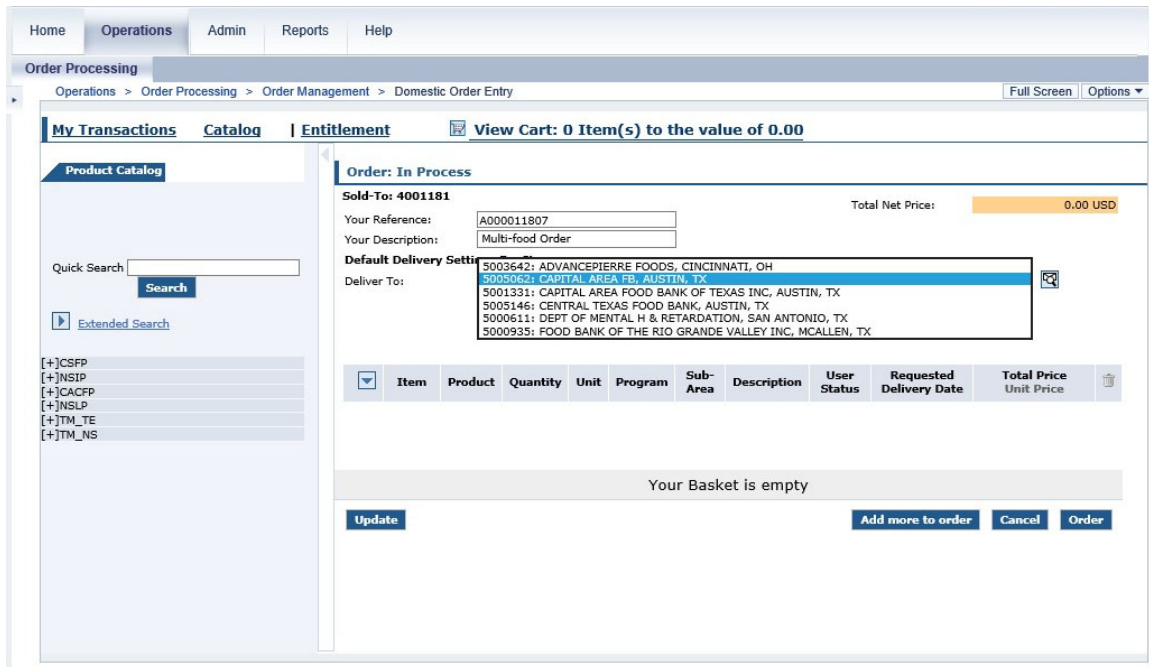 Home Operations Admin Reports Help
Order Processing
Operations > Order Processing > Order Management > Domestic Order Entry Full Screen Options
My Transactions Catalog | Entitlement View Cart: 0 Item(s) to the value of 0.00
Product Catalog
Quick Search
Search
Extended Search
[+]CSFP
[+]NSIP
[+]CACFP
[+]NSLP
[+]TM_TE
[+]TM_NS
Order: In Process
Sold-To: 4001181
Total Net Price: 0.00 USD
Your Reference: A000011807
Your Description: Multi-food Order
Default Delivery
Deliver To:
5003642: ADVANCEPIERRE FOODS, CINCINNATI, OH
5005062: CAPITAL AREA FB, AUSTIN, TX
5001331: CAPITAL AREA FOOD BANK OF TEXAS INC, AUSTIN, TX
5005146: CENTRAL TEXAS FOOD BANK, AUSTIN, TX
5000611: DEPT OF MENTAL H & RETARDATION, SAN ANTONIO, TX
5000935: FOOD BANK OF THE RIO GRANDE VALLEY INC, MCALLEN, TX
Item Product Quantity Unit Program Sub-Area Description User Status Requested Delivery Date Total Price
Unit Price
Your Basket is empty
Update Add more to order Cancel Order